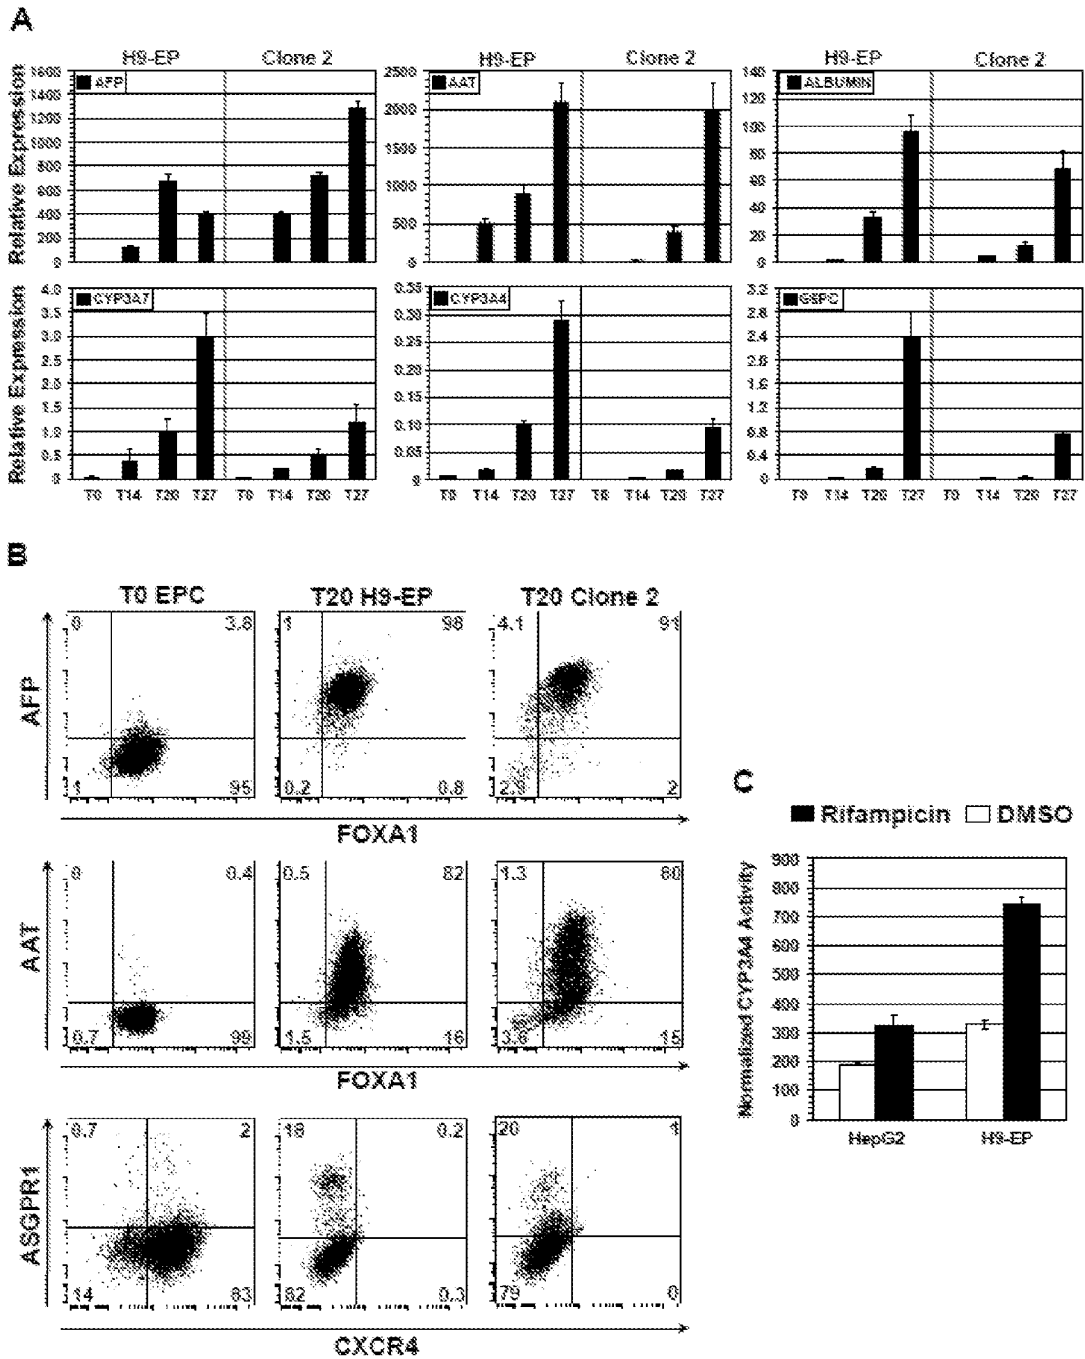 A
H9-EP Clone 2 H9-EP Clone 2 H9-EP Clone 2
Relative Expression
AFP
1600
1400
1200
1000
800
600
400
200
0
AAT
2500
2000
1500
1000
500
0
ALBUMIN
140
120
100
80
60
40
20
0
Relative Expression
CYP3A7
4.0
3.5
3.0
2.5
2.0
1.5
1.0
0.5
0
CYP3A4
0.35
0.30
0.25
0.20
0.15
0.10
0.05
0
G6PC
3.2
2.8
2.4
2.0
1.6
1.2
0.8
0.4
0
T0 T14 T20 T27 T0 T14 T20 T27 T0 T14 T20 T27 T0 T14 T20 T27 T0 T14 T20 T27 T0 T14 T20 T27
B
T0 EPC T20 H9-EP T20 Clone 2
AFP
0 3.8 1 98 4.1 91
1 95 0.2 0.8 2.9 2
FOXA1
AAT
0 0.4 0.5 82 1.3 80
0.7 99 1.5 16 3.6 15
FOXA1
ASGPR1
0.7 2 18 0.2 20 1
14 83 82 0.3 79 0
CXCR4
C
Rifampicin DMSO
Normalized CYP3A4 Activity
900
800
700
600
500
400
300
200
100
0
HepG2 H9-EP